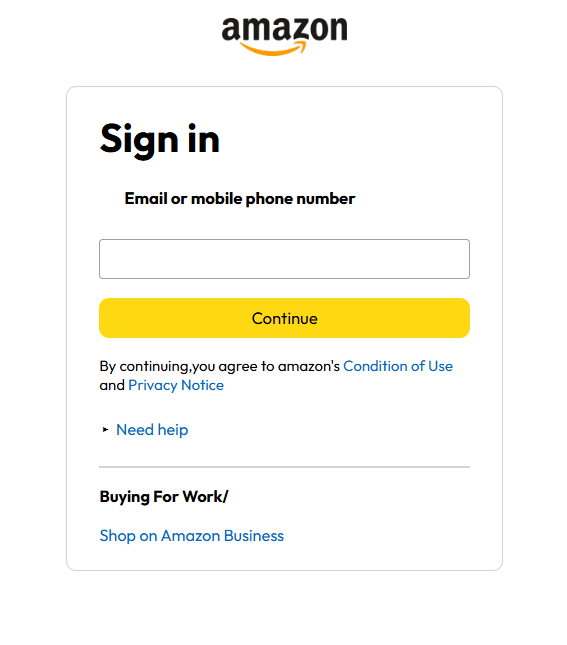 amazon
Sign in
Email or mobile phone number
Continue
By continuing,you agree to amazon's Condition of Use
and Privacy Notice
Need heip
Buying For Work/
Shop on Amazon Business